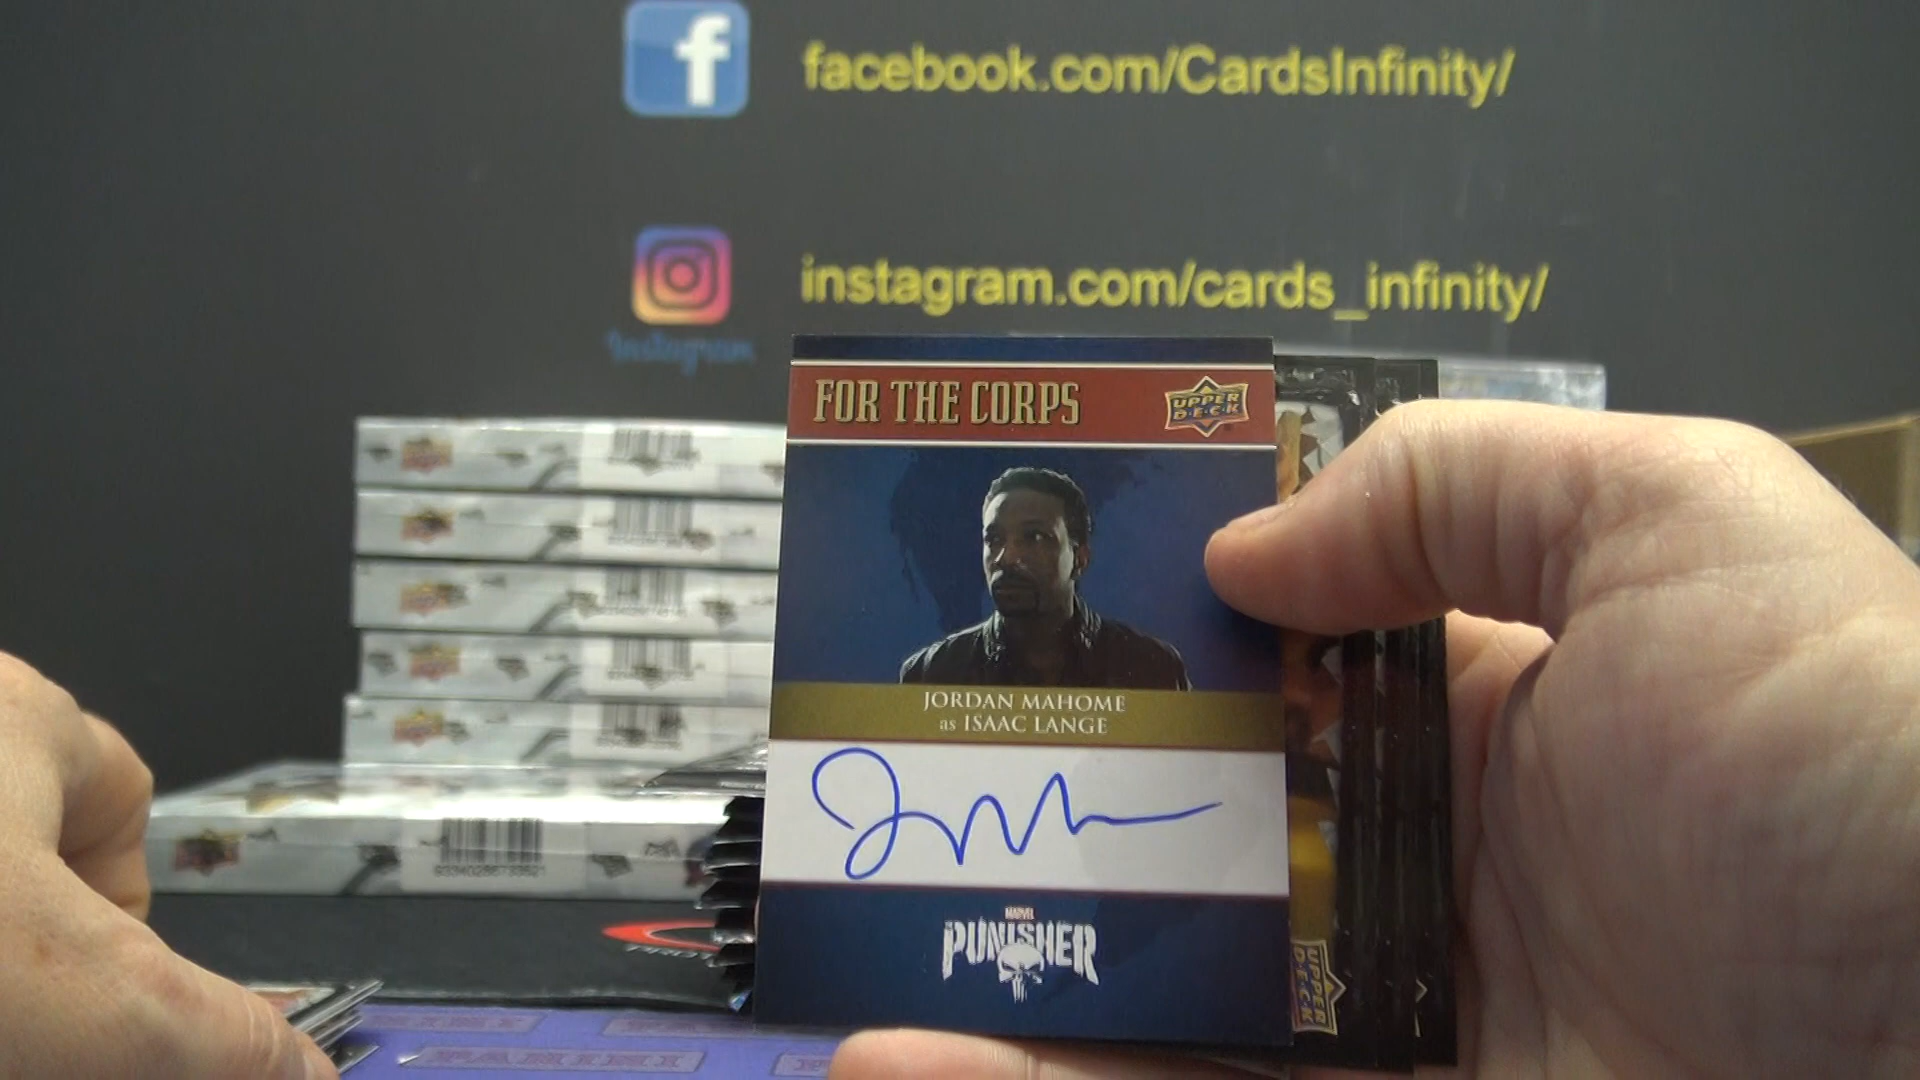 facebook.com/CardsInfinity/
instagram.com/cards_infinity/
Instagram
FOR THE CORPS
UPPER
DECK
JORDAN MAHOME
as ISAAC LANGE
MARVEL
PUNISHER
UPPER
DECK
PANINI